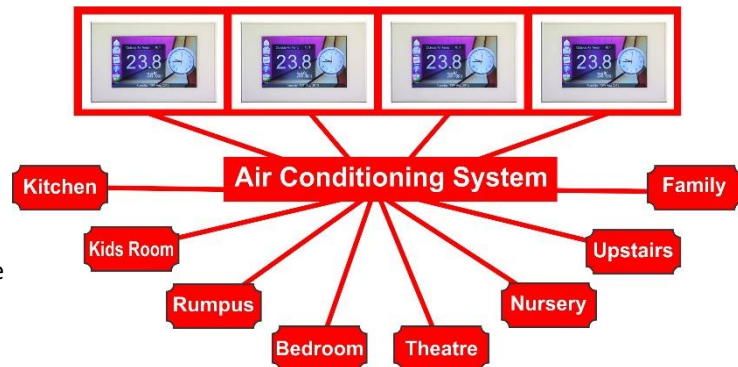 23.8
23.8
23.8
23.8
Air Conditioning System
Kitchen
Family
Kids Room
Upstairs
e
Rumpus
Nursery
Bedroom
Theatre